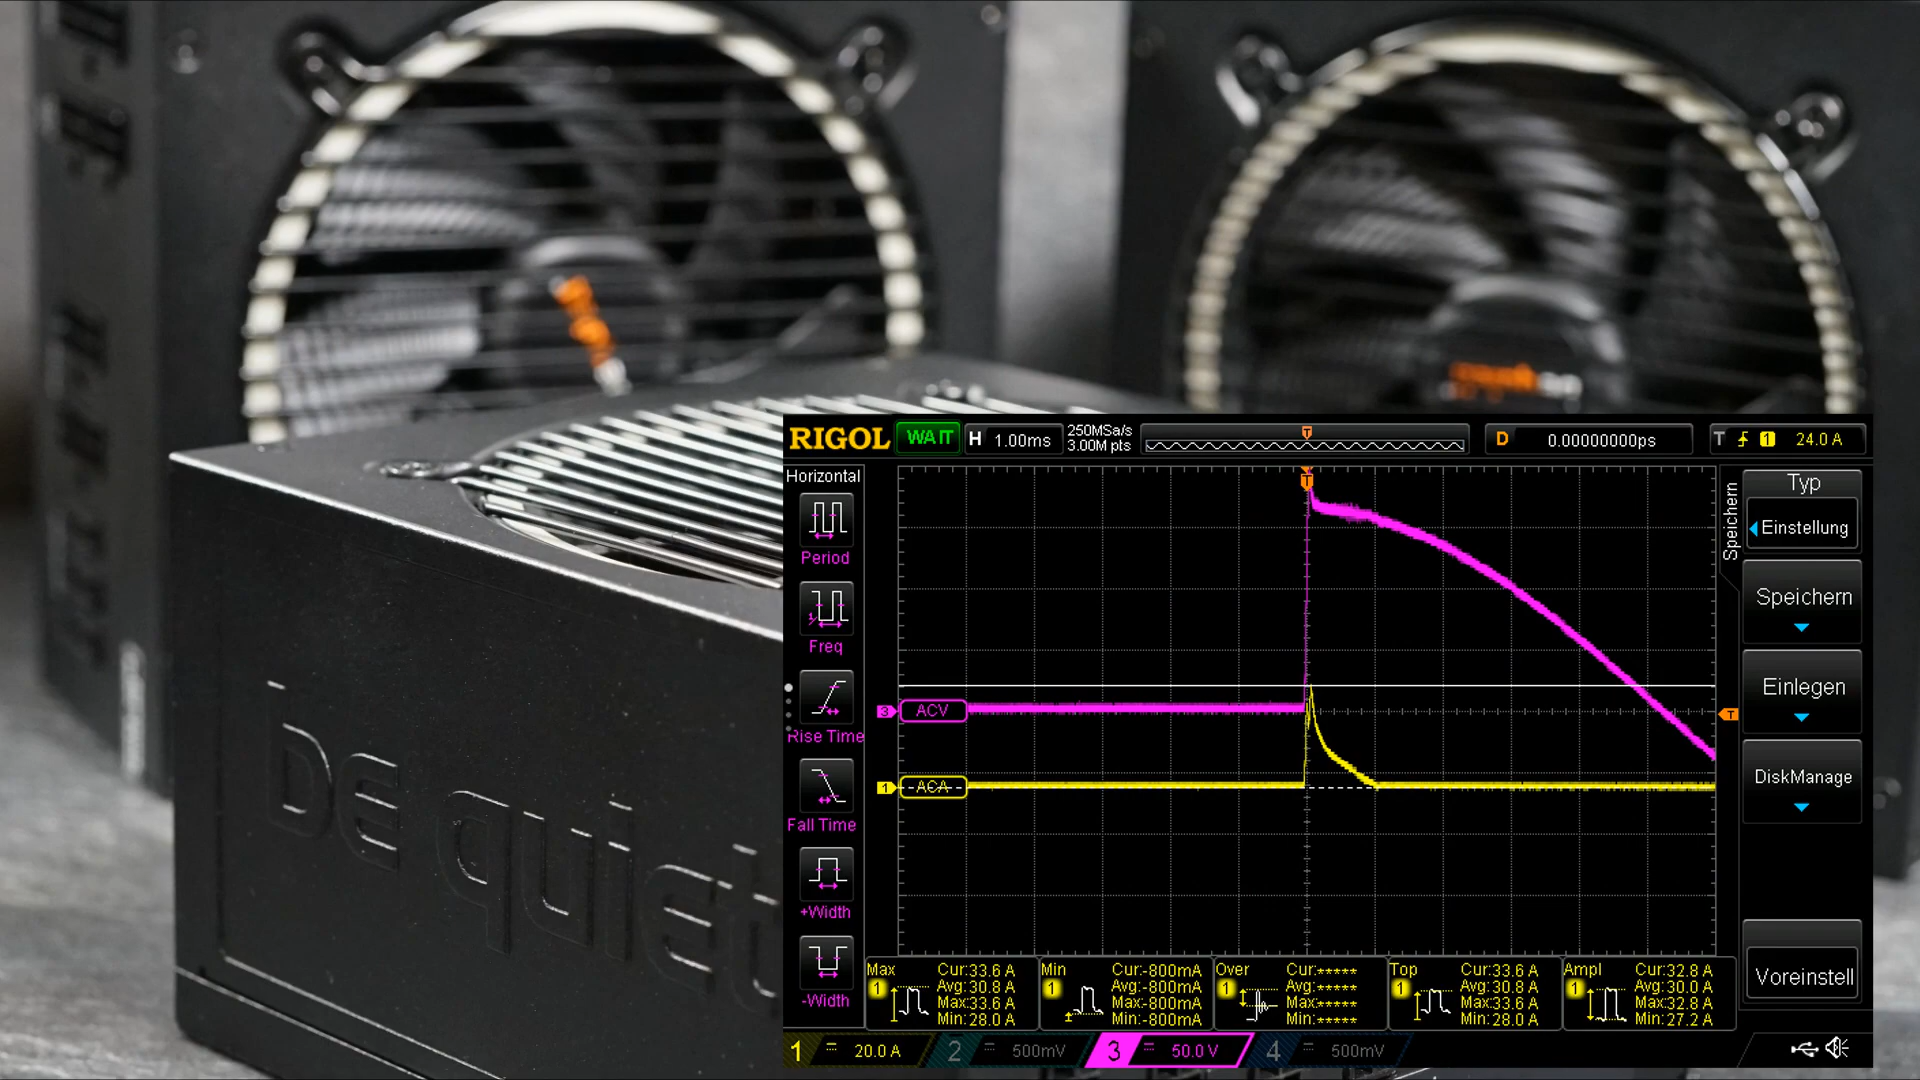 BE quiet
RIGOL WAIT H 1.00ms 250MSa/s 3.00M pts D 0.00000000ps T 1 24.0 A
Horizontal
Period
Freq
Rise Time
Fall Time
+Width
-Width
T
3 ACV
1 ACA
T
Speichern
Typ
Einstellung
Speichern
Einlegen
DiskManage
Voreinstell
Max 1 Cur:33.6 A
Avg:30.8 A
Max:33.6 A
Min:28.0 A
Min 1 Cur:-800mA
Avg:-800mA
Max:-800mA
Min:-800mA
Over 1 Cur:*****
Avg:*****
Max:*****
Min:*****
Top 1 Cur:33.6 A
Avg:30.8 A
Max:33.6 A
Min:28.0 A
Ampl 1 Cur:32.8 A
Avg:30.0 A
Max:32.8 A
Min:27.2 A
1 20.0 A 2 500mV 3 50.0 V 4 500mV